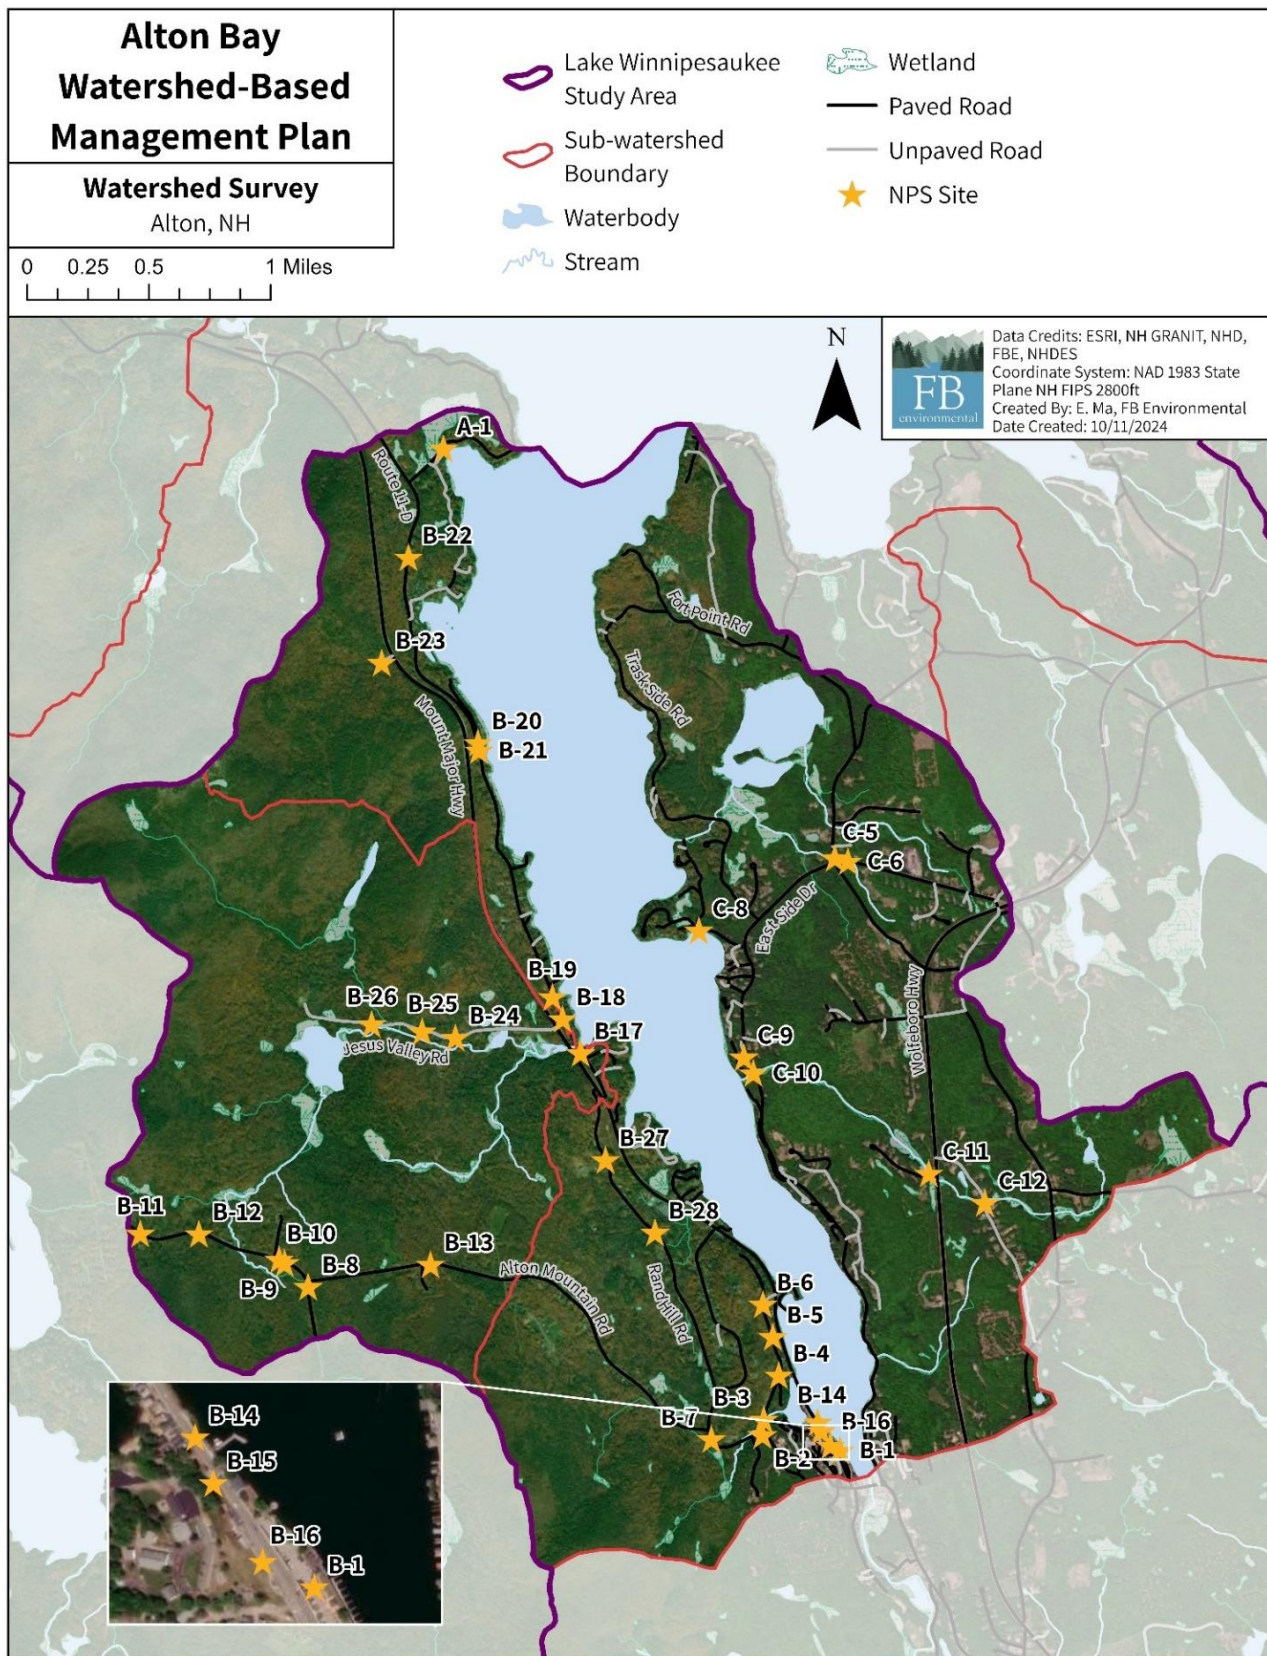 Alton Bay
Watershed-Based
Management Plan
Watershed Survey
Alton, NH
0 0.25 0.5 1 Miles
Lake Winnipesaukee
Study Area
Sub-watershed
Boundary
Waterbody
Stream
Wetland
Paved Road
Unpaved Road
NPS Site
N
FB
environmental
Data Credits: ESRI, NH GRANIT, NHD,
FBE, NHDES
Coordinate System: NAD 1983 State
Plane NH FIPS 2800ft
Created By: E. Ma, FB Environmental
Date Created: 10/11/2024
A-1
Route 11-D
B-22
Fort Point Rd
B-23
Trask Side Rd
Mount Major Hwy
B-20
B-21
C-5
C-6
East Side Dr
C-8
B-19
B-18
B-26
B-25
B-24
B-17
Jesus Valley Rd
Wolfeboro Hwy
C-9
C-10
B-27
C-11
C-12
B-11
B-12
B-10
B-13
B-28
B-9
B-8
Alton Mountain Rd
Rand Hill Rd
B-6
B-5
B-4
B-3
B-14
B-7
B-16
B-2
B-1
B-14
B-15
B-16
B-1